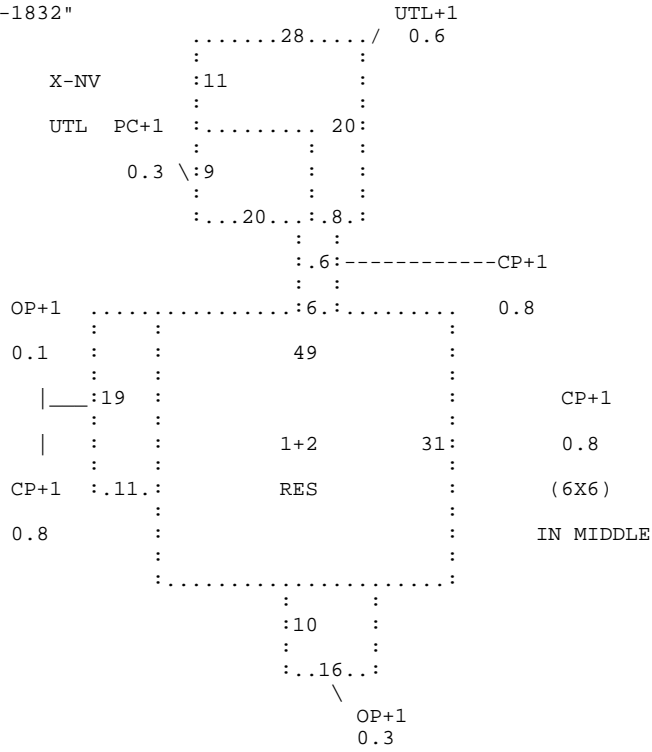 -1832" UTL+1
.......28...../ 0.6
: :
X-NV :11 :
: :
UTL PC+1 :......... 20:
: : :
0.3 \:9 : :
: : :
:...20...:.8.:
: :
:.6:------------CP+1
: :
OP+1 ................:6.:......... 0.8
: : :
0.1 : : 49 :
: : :
|___:19 : : CP+1
: : :
| : : 1+2 31: 0.8
: : :
CP+1 :.11.: RES : (6X6)
: :
0.8 : : IN MIDDLE
: :
:......................:
: :
:10 :
: :
:..16..:
\
OP+1
0.3